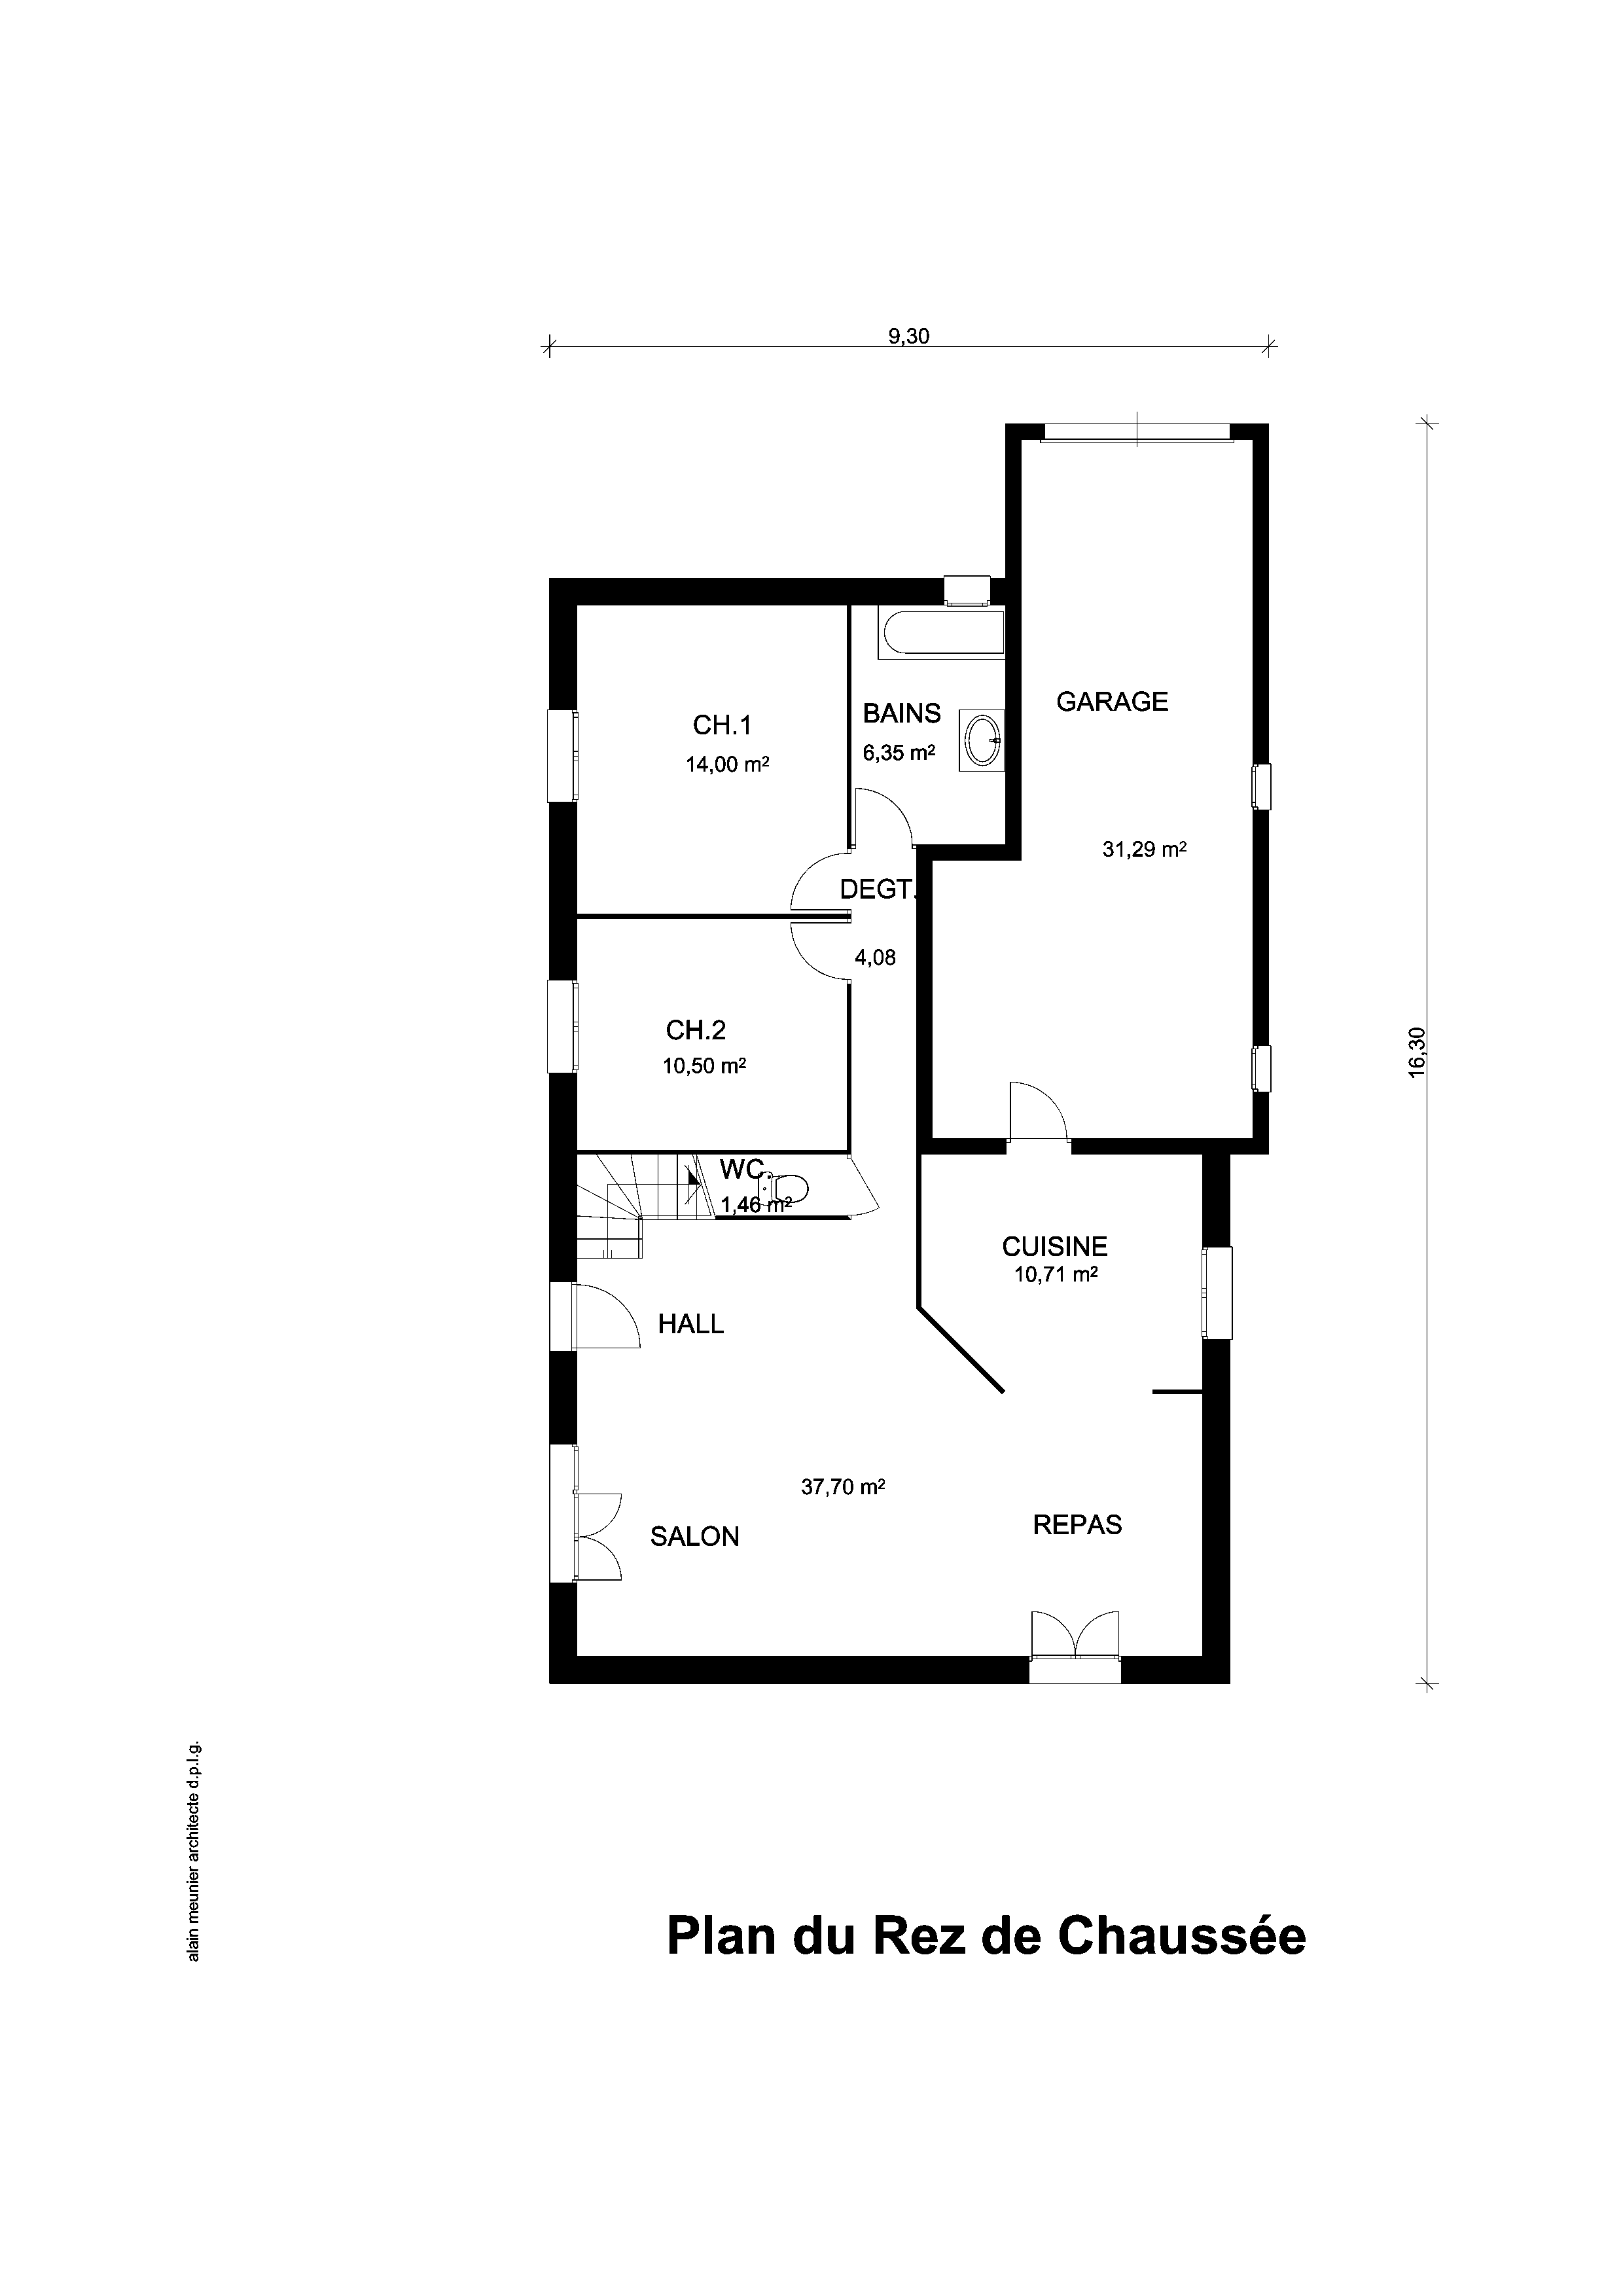 9,30
GARAGE
BAINS
6,35 m²
CH.1
14,00 m²
31,29 m²
DEGT.
4,08
CH.2
10,50 m²
16,30
WC
1,46 m²
CUISINE
10,71 m²
HALL
37,70 m²
REPAS
SALON
alain meunier architecte d.p.l.g.
Plan du Rez de Chaussée